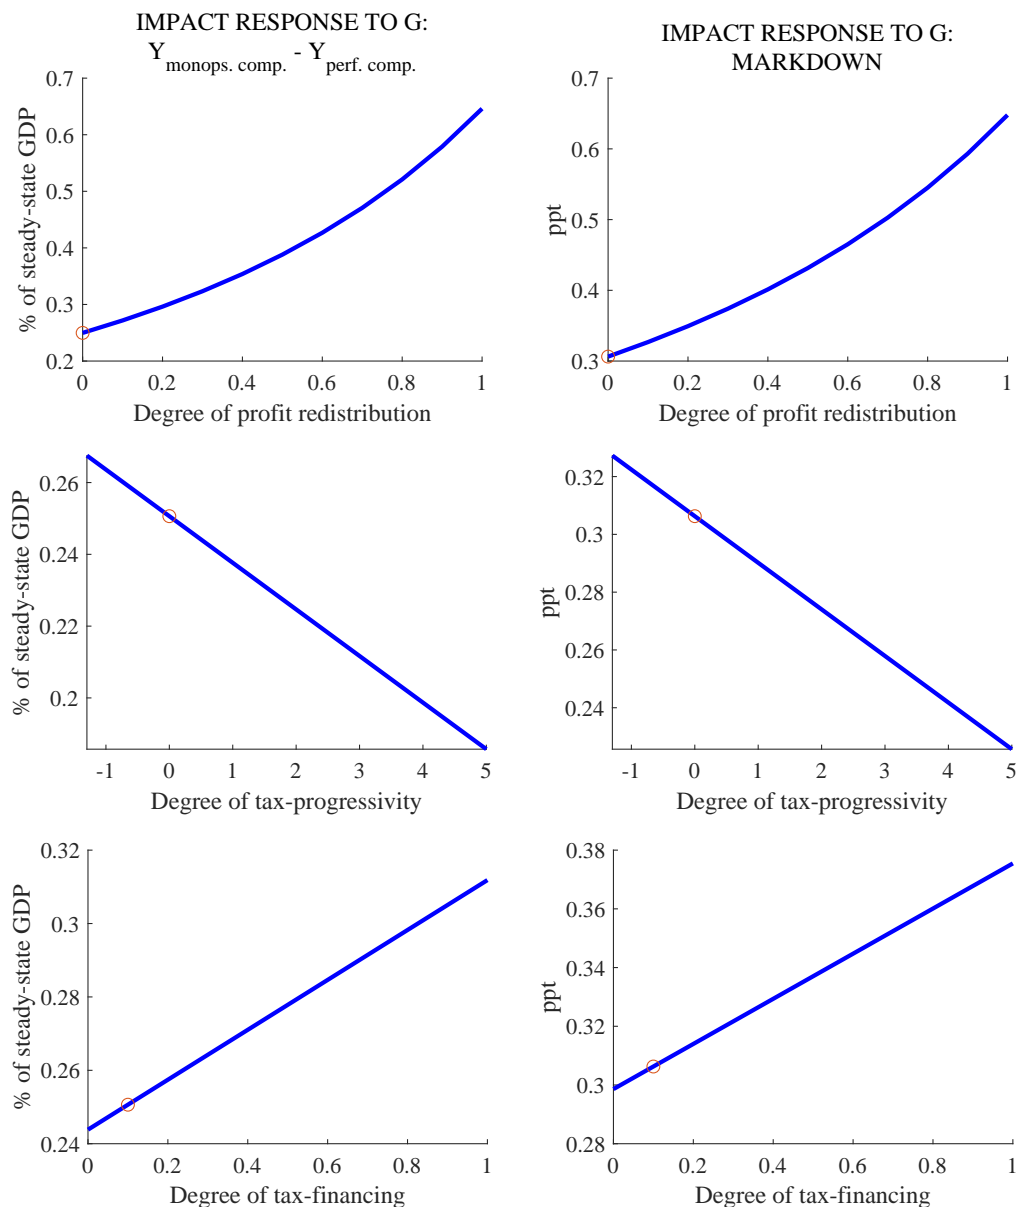 IMPACT RESPONSE TO G:
Y monops. comp. - Y perf. comp.
0.7
0.6
0.5
0.4
0.3
0.2
% of steady-state GDP
0 0.2 0.4 0.6 0.8 1
Degree of profit redistribution
IMPACT RESPONSE TO G:
MARKDOWN
0.7
0.6
0.5
0.4
0.3
ppt
0 0.2 0.4 0.6 0.8 1
Degree of profit redistribution
0.26
0.24
0.22
0.2
% of steady-state GDP
-1 0 1 2 3 4 5
Degree of tax-progressivity
0.32
0.3
0.28
0.26
0.24
ppt
-1 0 1 2 3 4 5
Degree of tax-progressivity
0.32
0.3
0.28
0.26
0.24
% of steady-state GDP
0 0.2 0.4 0.6 0.8 1
Degree of tax-financing
0.38
0.36
0.34
0.32
0.3
0.28
ppt
0 0.2 0.4 0.6 0.8 1
Degree of tax-financing